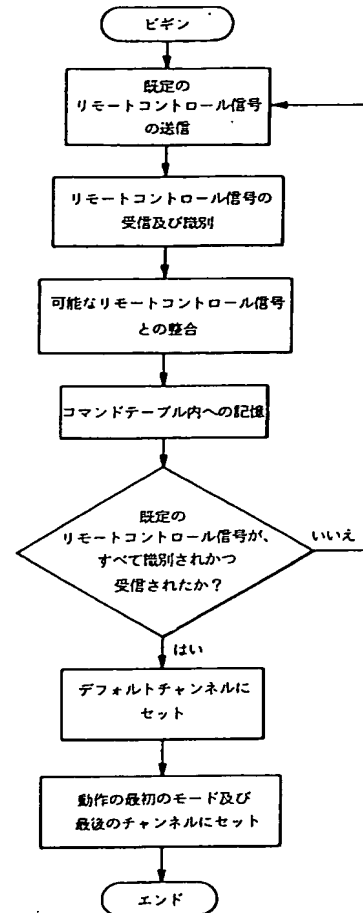 ビギン
既定の
リモートコントロール信号
の送信
リモートコントロール信号の
受信及び識別
可能なリモートコントロール信号
との整合
コマンドテーブル内への記憶
既定の
リモートコントロール信号が、
すべて識別されかつ
受信されたか？
いいえ
はい
デフォルトチャンネルに
セット
動作の最初のモード及び
最後のチャンネルにセット
エンド